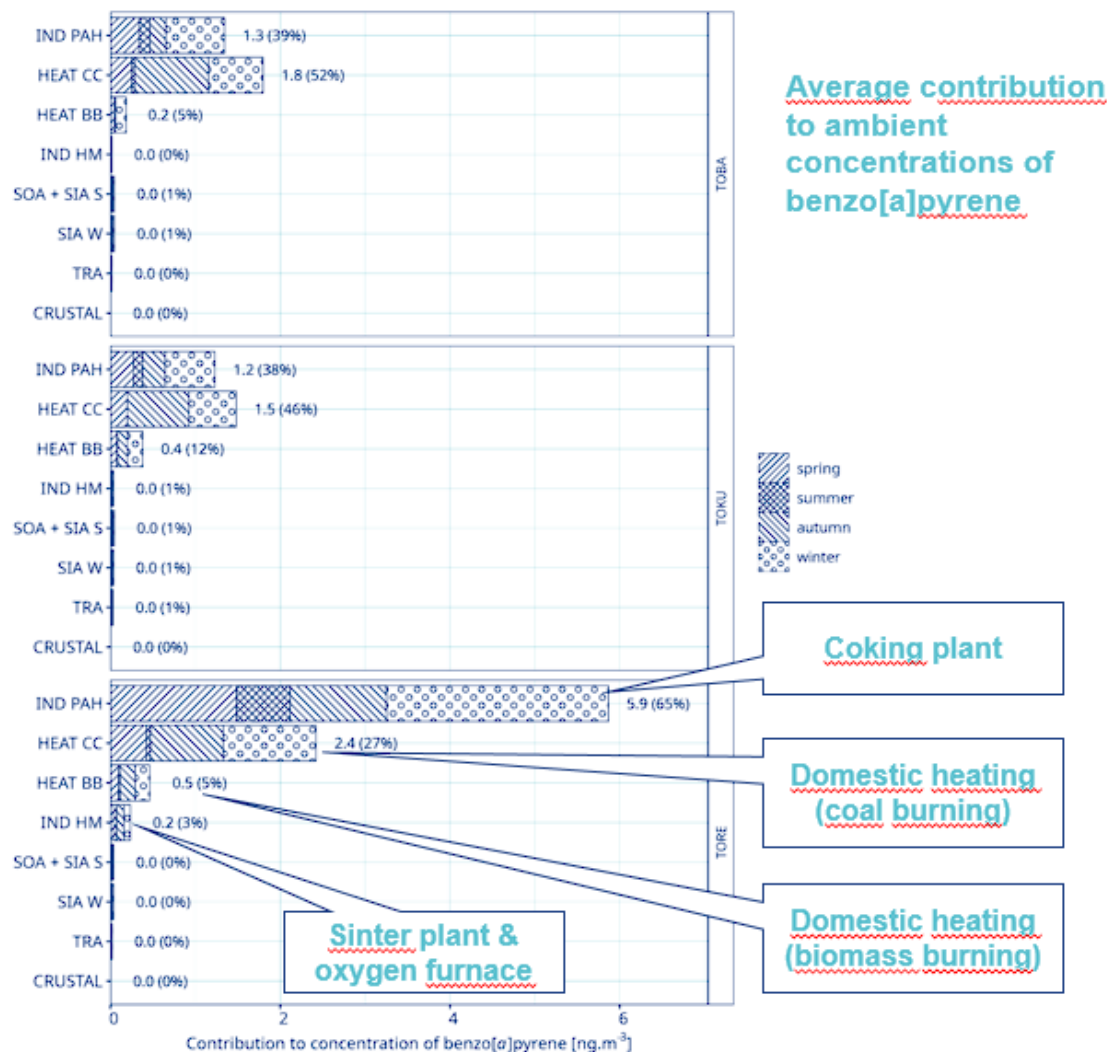 IND PAH
1.3 (39%)
HEAT CC
1.8 (52%)
HEAT BB
0.2 (5%)
IND HM
0.0 (0%)
SOA + SIA S
0.0 (1%)
SIA W
0.0 (1%)
TRA
0.0 (0%)
CRUSTAL
0.0 (0%)
TOBA
Average contribution
to ambient
concentrations of
benzo[a]pyrene
IND PAH
1.2 (38%)
HEAT CC
1.5 (46%)
HEAT BB
0.4 (12%)
IND HM
0.0 (1%)
SOA + SIA S
0.0 (1%)
SIA W
0.0 (1%)
TRA
0.0 (1%)
CRUSTAL
0.0 (0%)
TOKU
spring
summer
autumn
winter
IND PAH
5.9 (65%)
HEAT CC
2.4 (27%)
HEAT BB
0.5 (5%)
IND HM
0.2 (3%)
SOA + SIA S
0.0 (0%)
SIA W
0.0 (0%)
TRA
0.0 (0%)
CRUSTAL
0.0 (0%)
TORE
Coking plant
Domestic heating
(coal burning)
Domestic heating
(biomass burning)
Sinter plant &
oxygen furnace
0
2
4
6
Contribution to concentration of benzo[a]pyrene [ng.m⁻³]